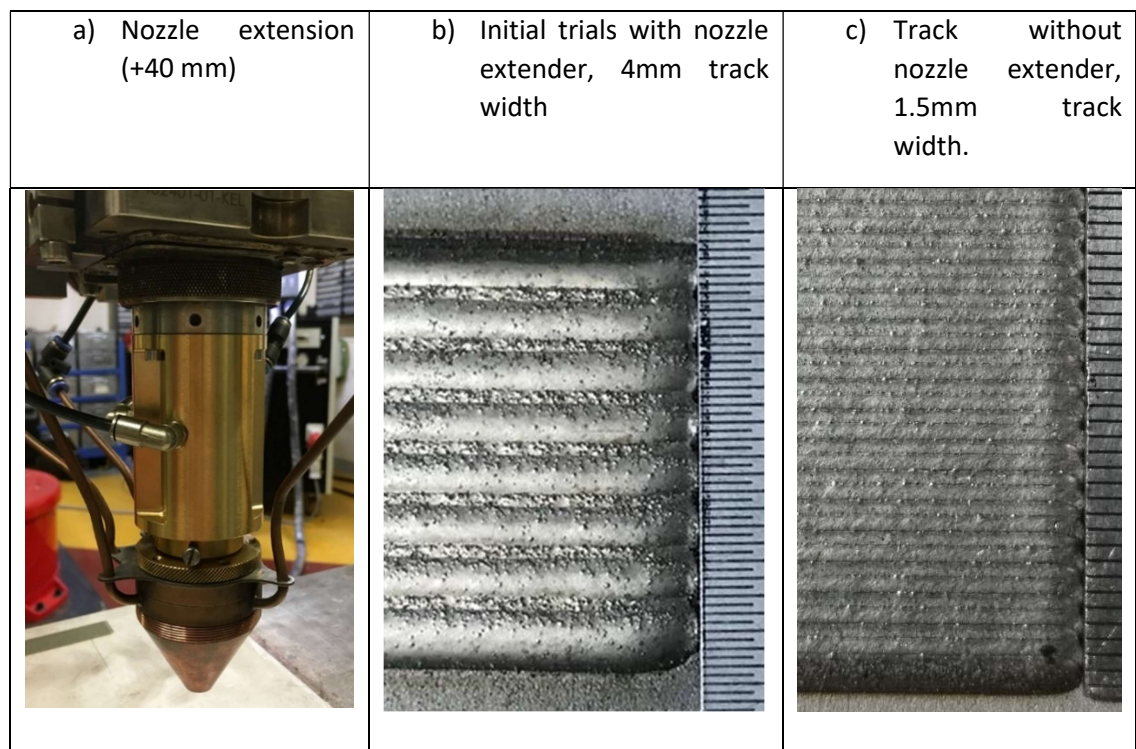 a) Nozzle extension
(+40 mm)
b) Initial trials with nozzle
extender, 4mm track
width
c) Track without
nozzle extender,
1.5mm track
width.